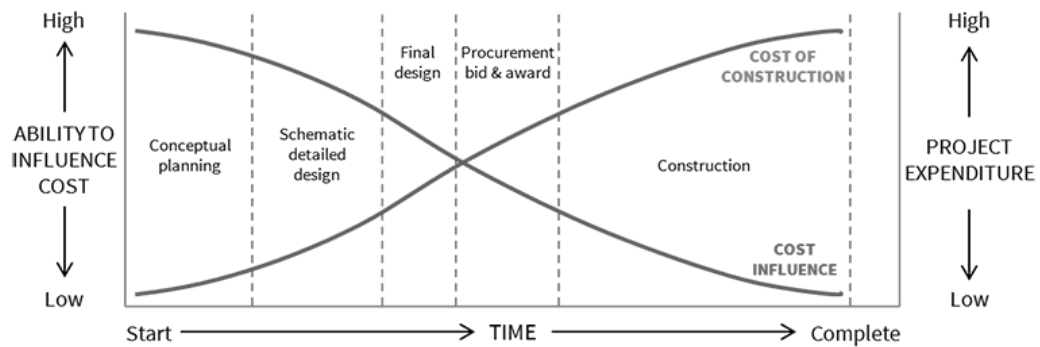 High
ABILITY TO
INFLUENCE
COST
Low
Conceptual
planning
Schematic
detailed
design
Final
design
Procurement
bid & award
Construction
COST OF
CONSTRUCTION
COST
INFLUENCE
High
PROJECT
EXPENDITURE
Low
Start
TIME
Complete